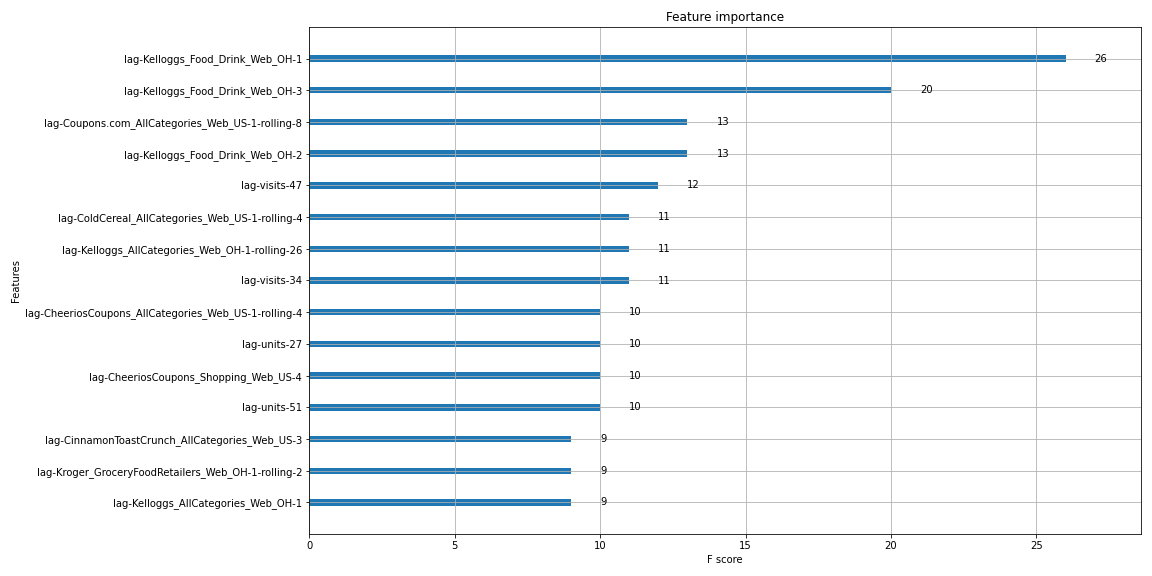 Feature importance
lag-Kelloggs_Food_Drink_Web_OH-1 26
lag-Kelloggs_Food_Drink_Web_OH-3 20
lag-Coupons.com_AllCategories_Web_US-1-rolling-8 13
lag-Kelloggs_Food_Drink_Web_OH-2 13
lag-visits-47 12
lag-ColdCereal_AllCategories_Web_US-1-rolling-4 11
lag-Kelloggs_AllCategories_Web_OH-1-rolling-26 11
lag-visits-34 11
lag-CheeriosCoupons_AllCategories_Web_US-1-rolling-4 10
lag-units-27 10
lag-CheeriosCoupons_Shopping_Web_US-4 10
lag-units-51 10
lag-CinnamonToastCrunch_AllCategories_Web_US-3 9
lag-Kroger_GroceryFoodRetailers_Web_OH-1-rolling-2 9
lag-Kelloggs_AllCategories_Web_OH-1 9
Features
0 5 10 15 20 25
F score